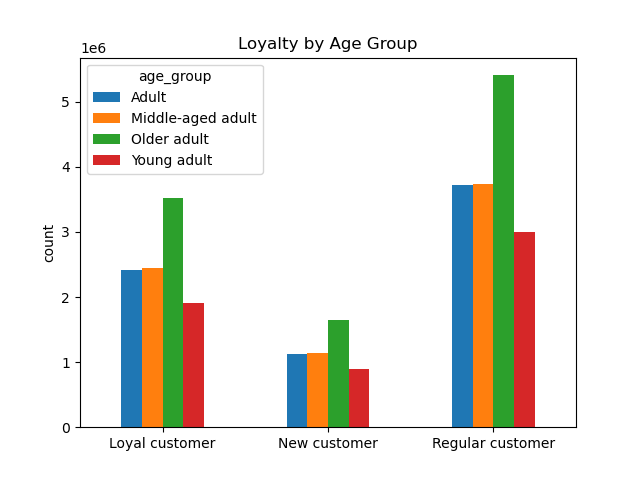 Loyalty by Age Group
1e6
age_group
Adult
Middle-aged adult
Older adult
Young adult
5
4
3
2
1
0
count
Loyal customer
New customer
Regular customer